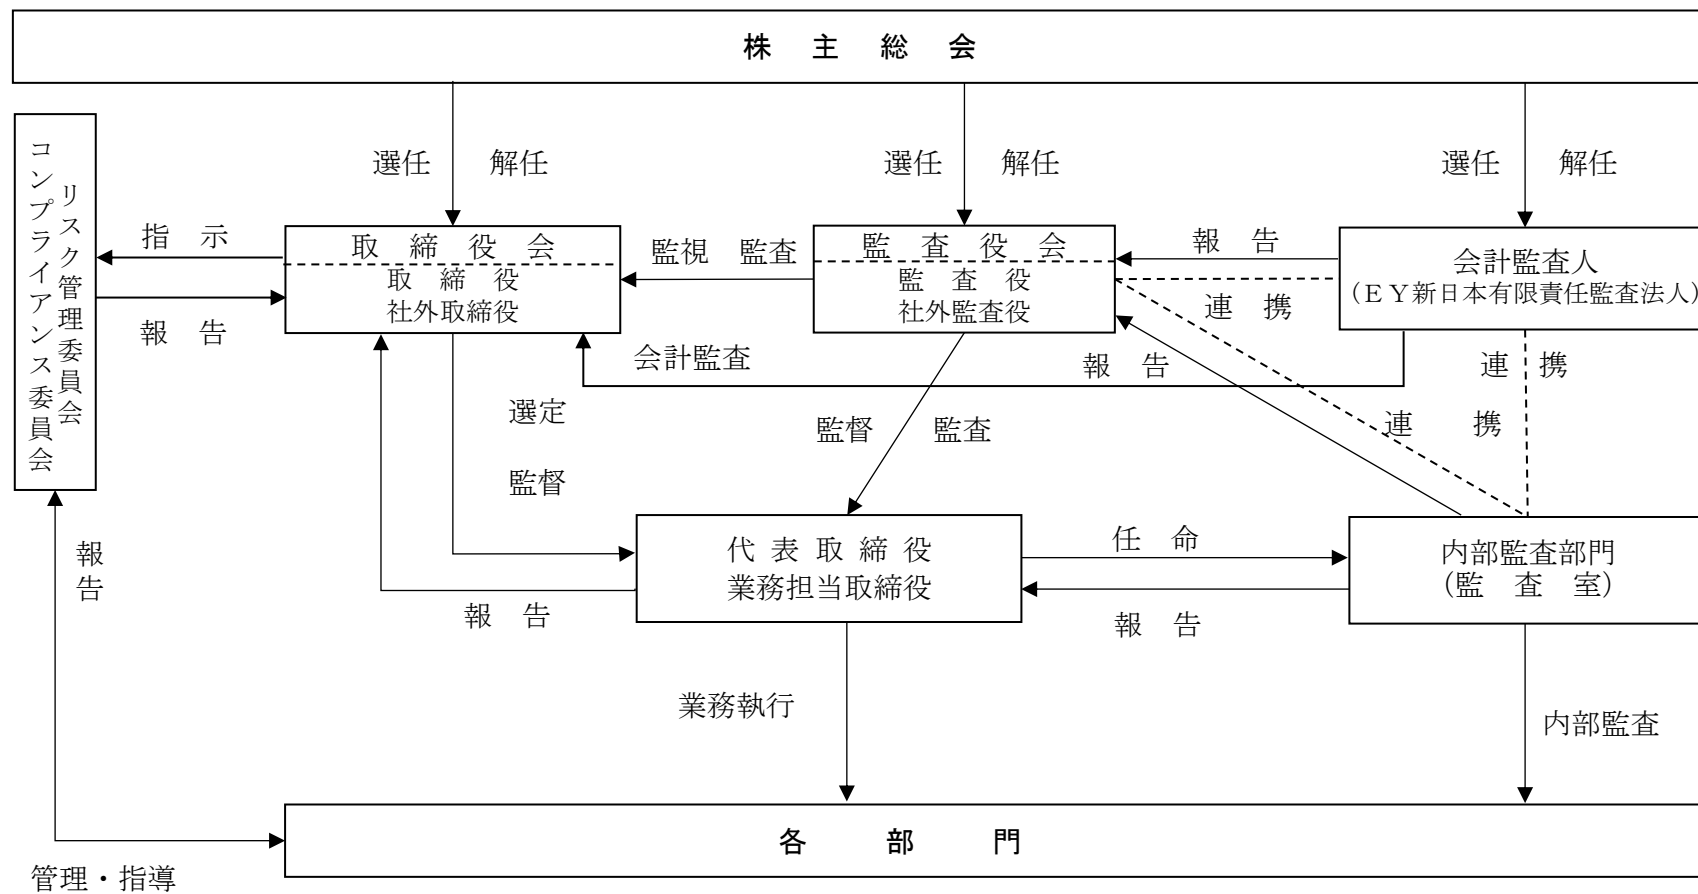 株主総会
選任 解任
選任 解任
選任 解任
コンプライアンス委員会
リスク管理委員会
指示
報告
取締役会
取締役
社外取締役
監視 監査
監査役会
監査役
社外監査役
報告
連携
会計監査人
（ＥＹ新日本有限責任監査法人）
会計監査
報告
連携
連携
選定
監督
監督 監査
報告
代表取締役
業務担当取締役
任命
報告
内部監査部門
（監査室）
報告
業務執行
内部監査
各部門
管理・指導